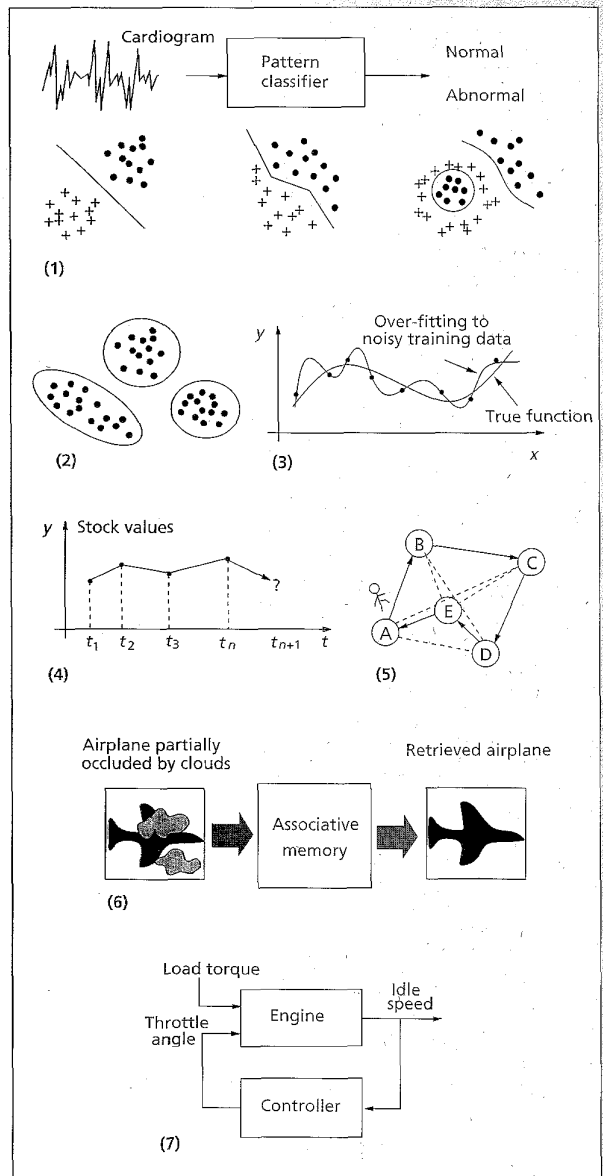 Cardiogram
Pattern
classifier
Normal
Abnormal
(1)
(2)
y
Over-fitting to
noisy training data
True function
x
(3)
y
Stock values
?
t1
t2
t3
tn
tn+1
t
(4)
B
C
E
A
D
(5)
Airplane partially
occluded by clouds
Retrieved airplane
Associative
memory
(6)
Load torque
Idle
speed
Throttle
angle
Engine
Controller
(7)